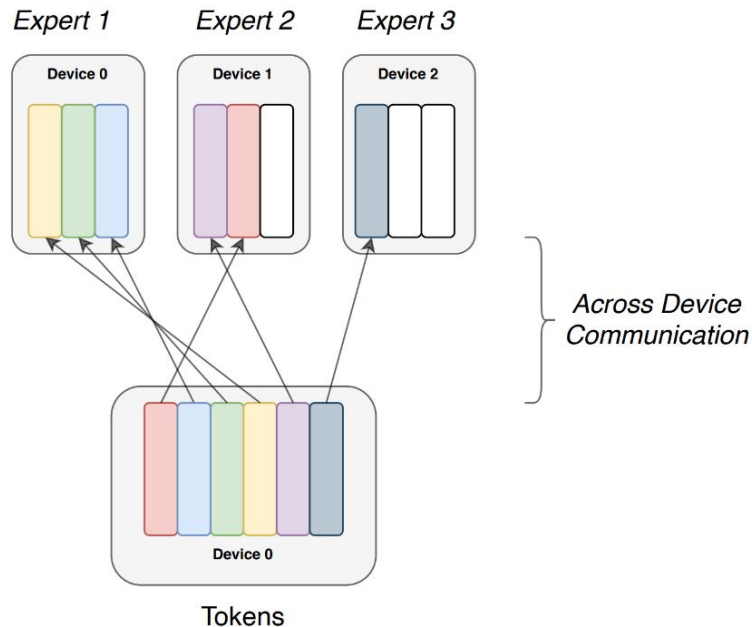 Expert 1
Expert 2
Expert 3
Device 0
Device 1
Device 2
Across Device
Communication
Device 0
Tokens